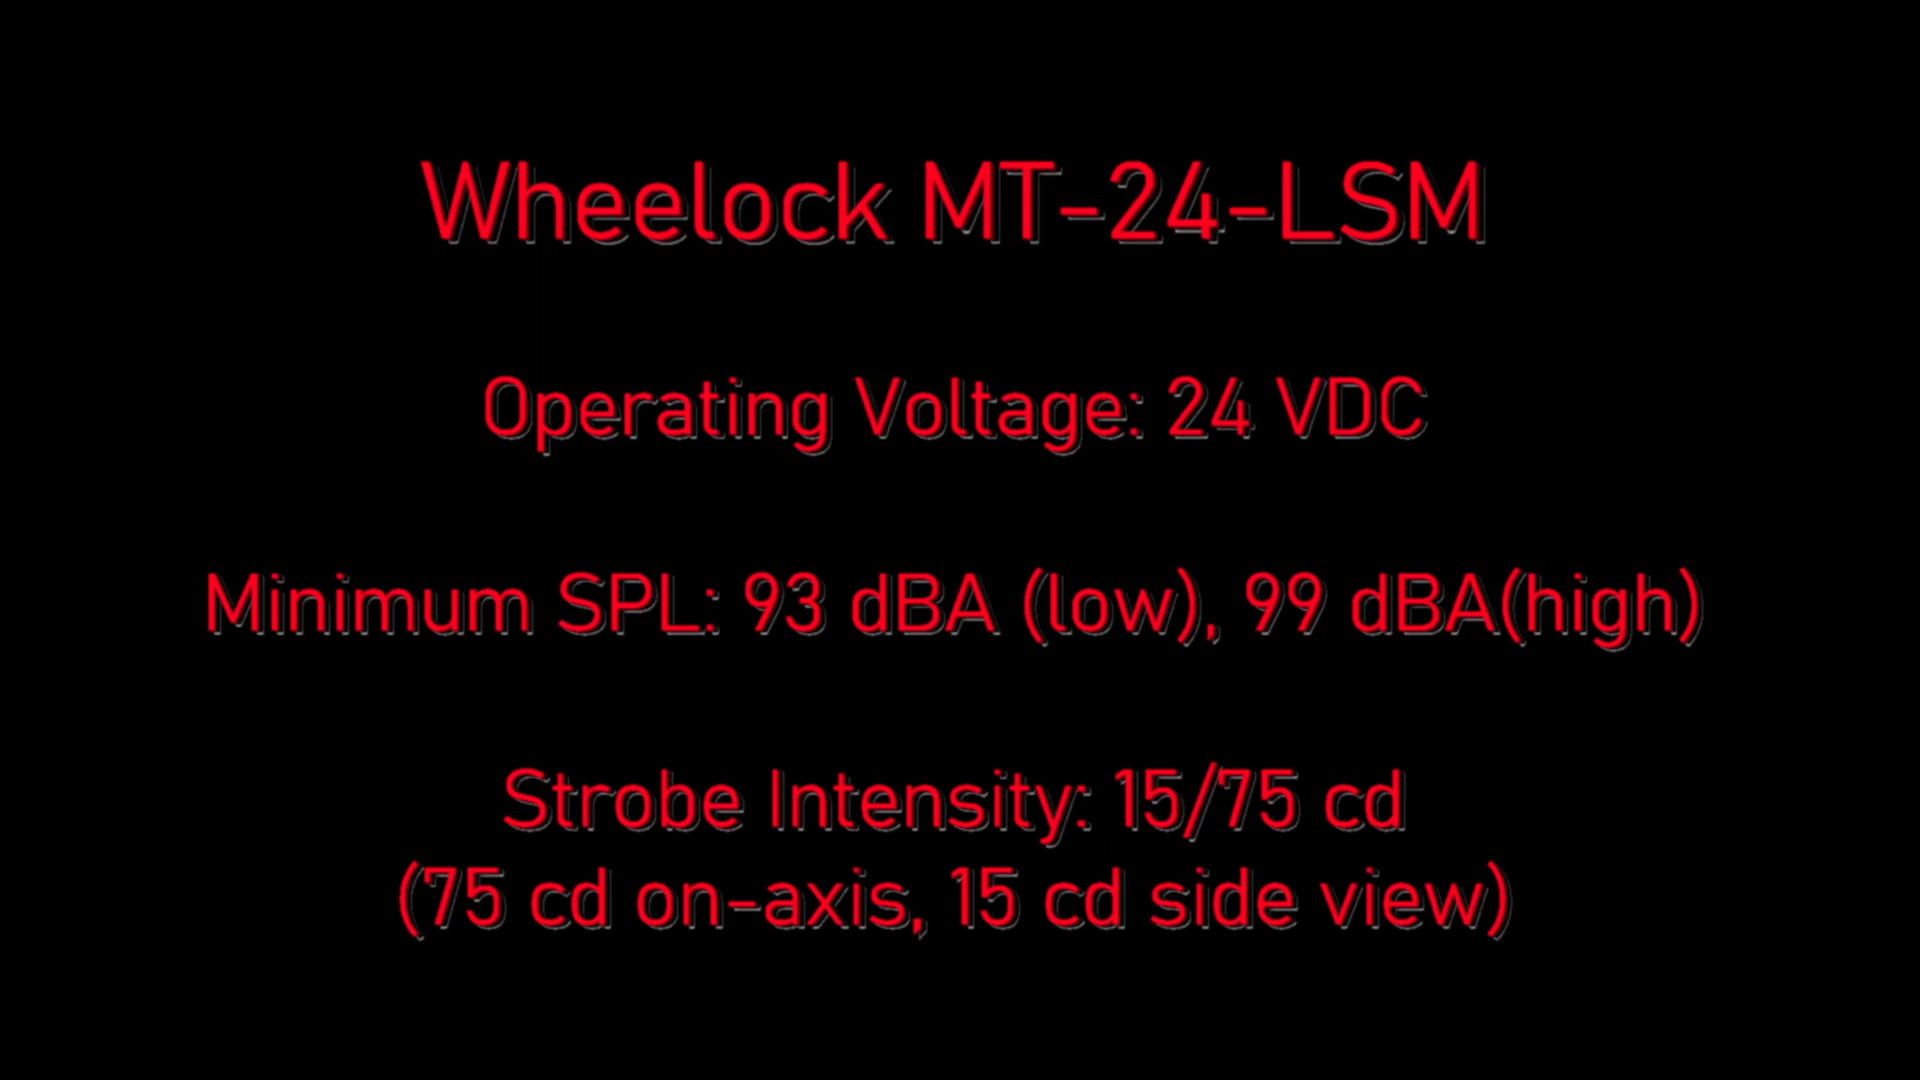 Wheelock MT-24-LSM
Operating Voltage: 24 VDC
Minimum SPL: 93 dBA (low), 99 dBA(high)
Strobe Intensity: 15/75 cd
(75 cd on-axis, 15 cd side view)